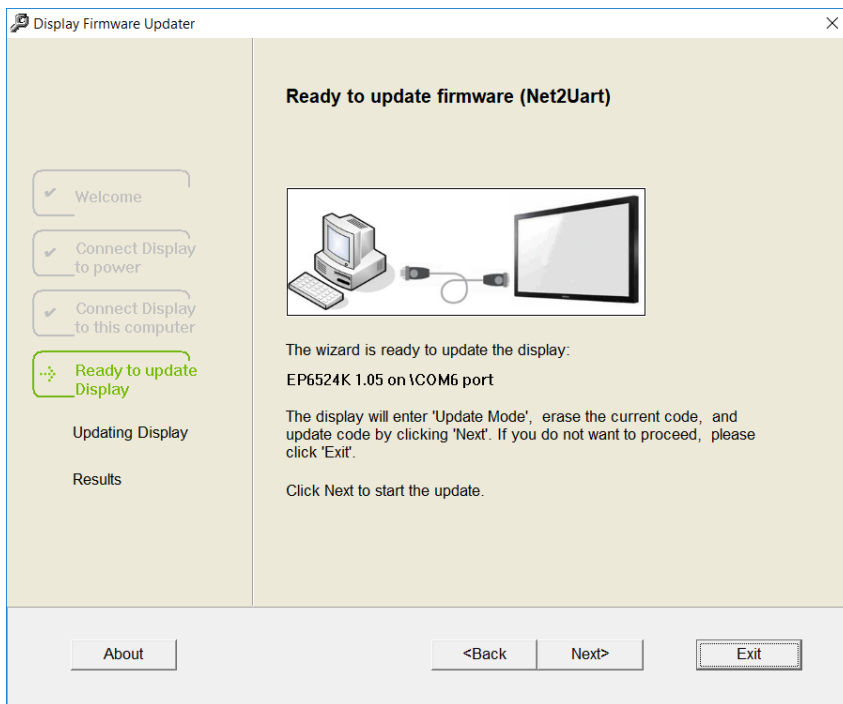 Display Firmware Updater
Ready to update firmware (Net2Uart)
Welcome
Connect Display
to power
Connect Display
to this computer
Ready to update
Display
Updating Display
Results
The wizard is ready to update the display:
EP6524K 1.05 on \COM6 port
The display will enter 'Update Mode', erase the current code, and
update code by clicking 'Next'. If you do not want to proceed, please
click 'Exit'.
Click Next to start the update.
About
<Back
Next>
Exit